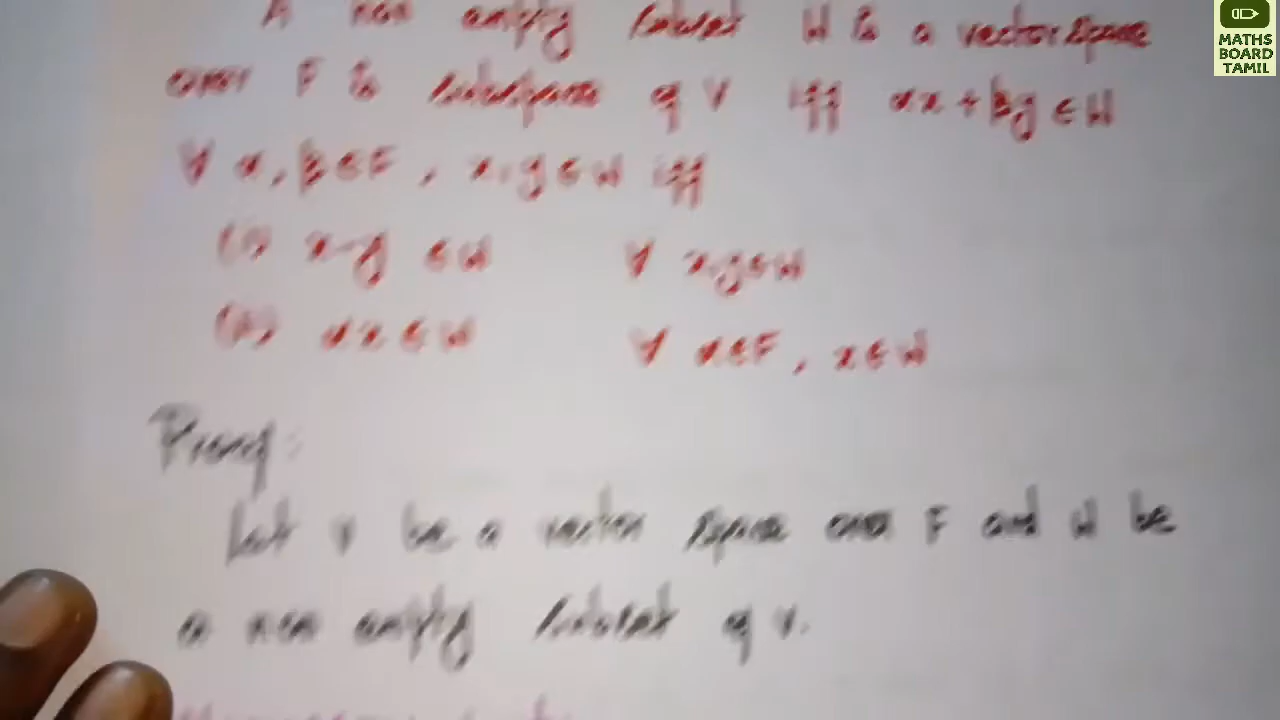 A non empty subset W is a vector space
over F is subspace of V iff αx + βy ∈ W
∀ α, β ∈ F, x, y ∈ W iff
(i) x-y ∈ W ∀ x, y ∈ W
(ii) αx ∈ W ∀ α ∈ F, x ∈ W
Proof:
Let V be a vector space over F and W be
a non empty subset of V.
MATHS
BOARD
TAMIL